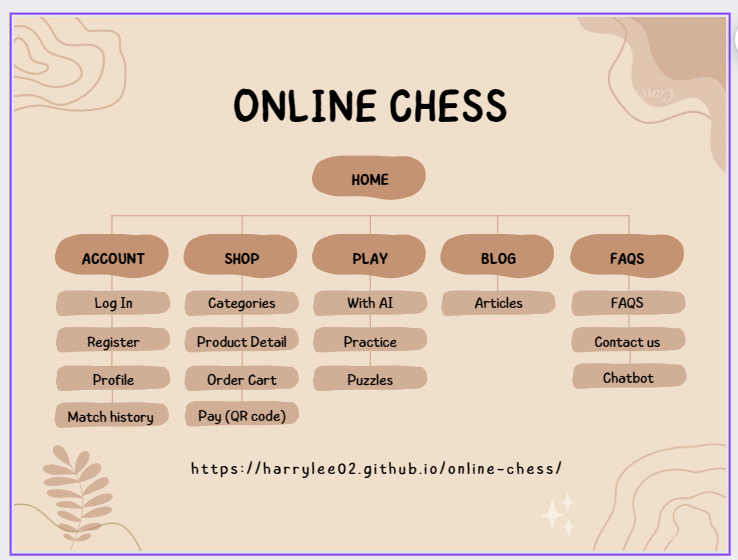 ONLINE CHESS
HOME
ACCOUNT
Log In
Register
Profile
Match history
SHOP
Categories
Product Detail
Order Cart
Pay (QR code)
PLAY
With AI
Practice
Puzzles
BLOG
Articles
FAQS
FAQS
Contact us
Chatbot
https://harrylee02.github.io/online-chess/
Canva